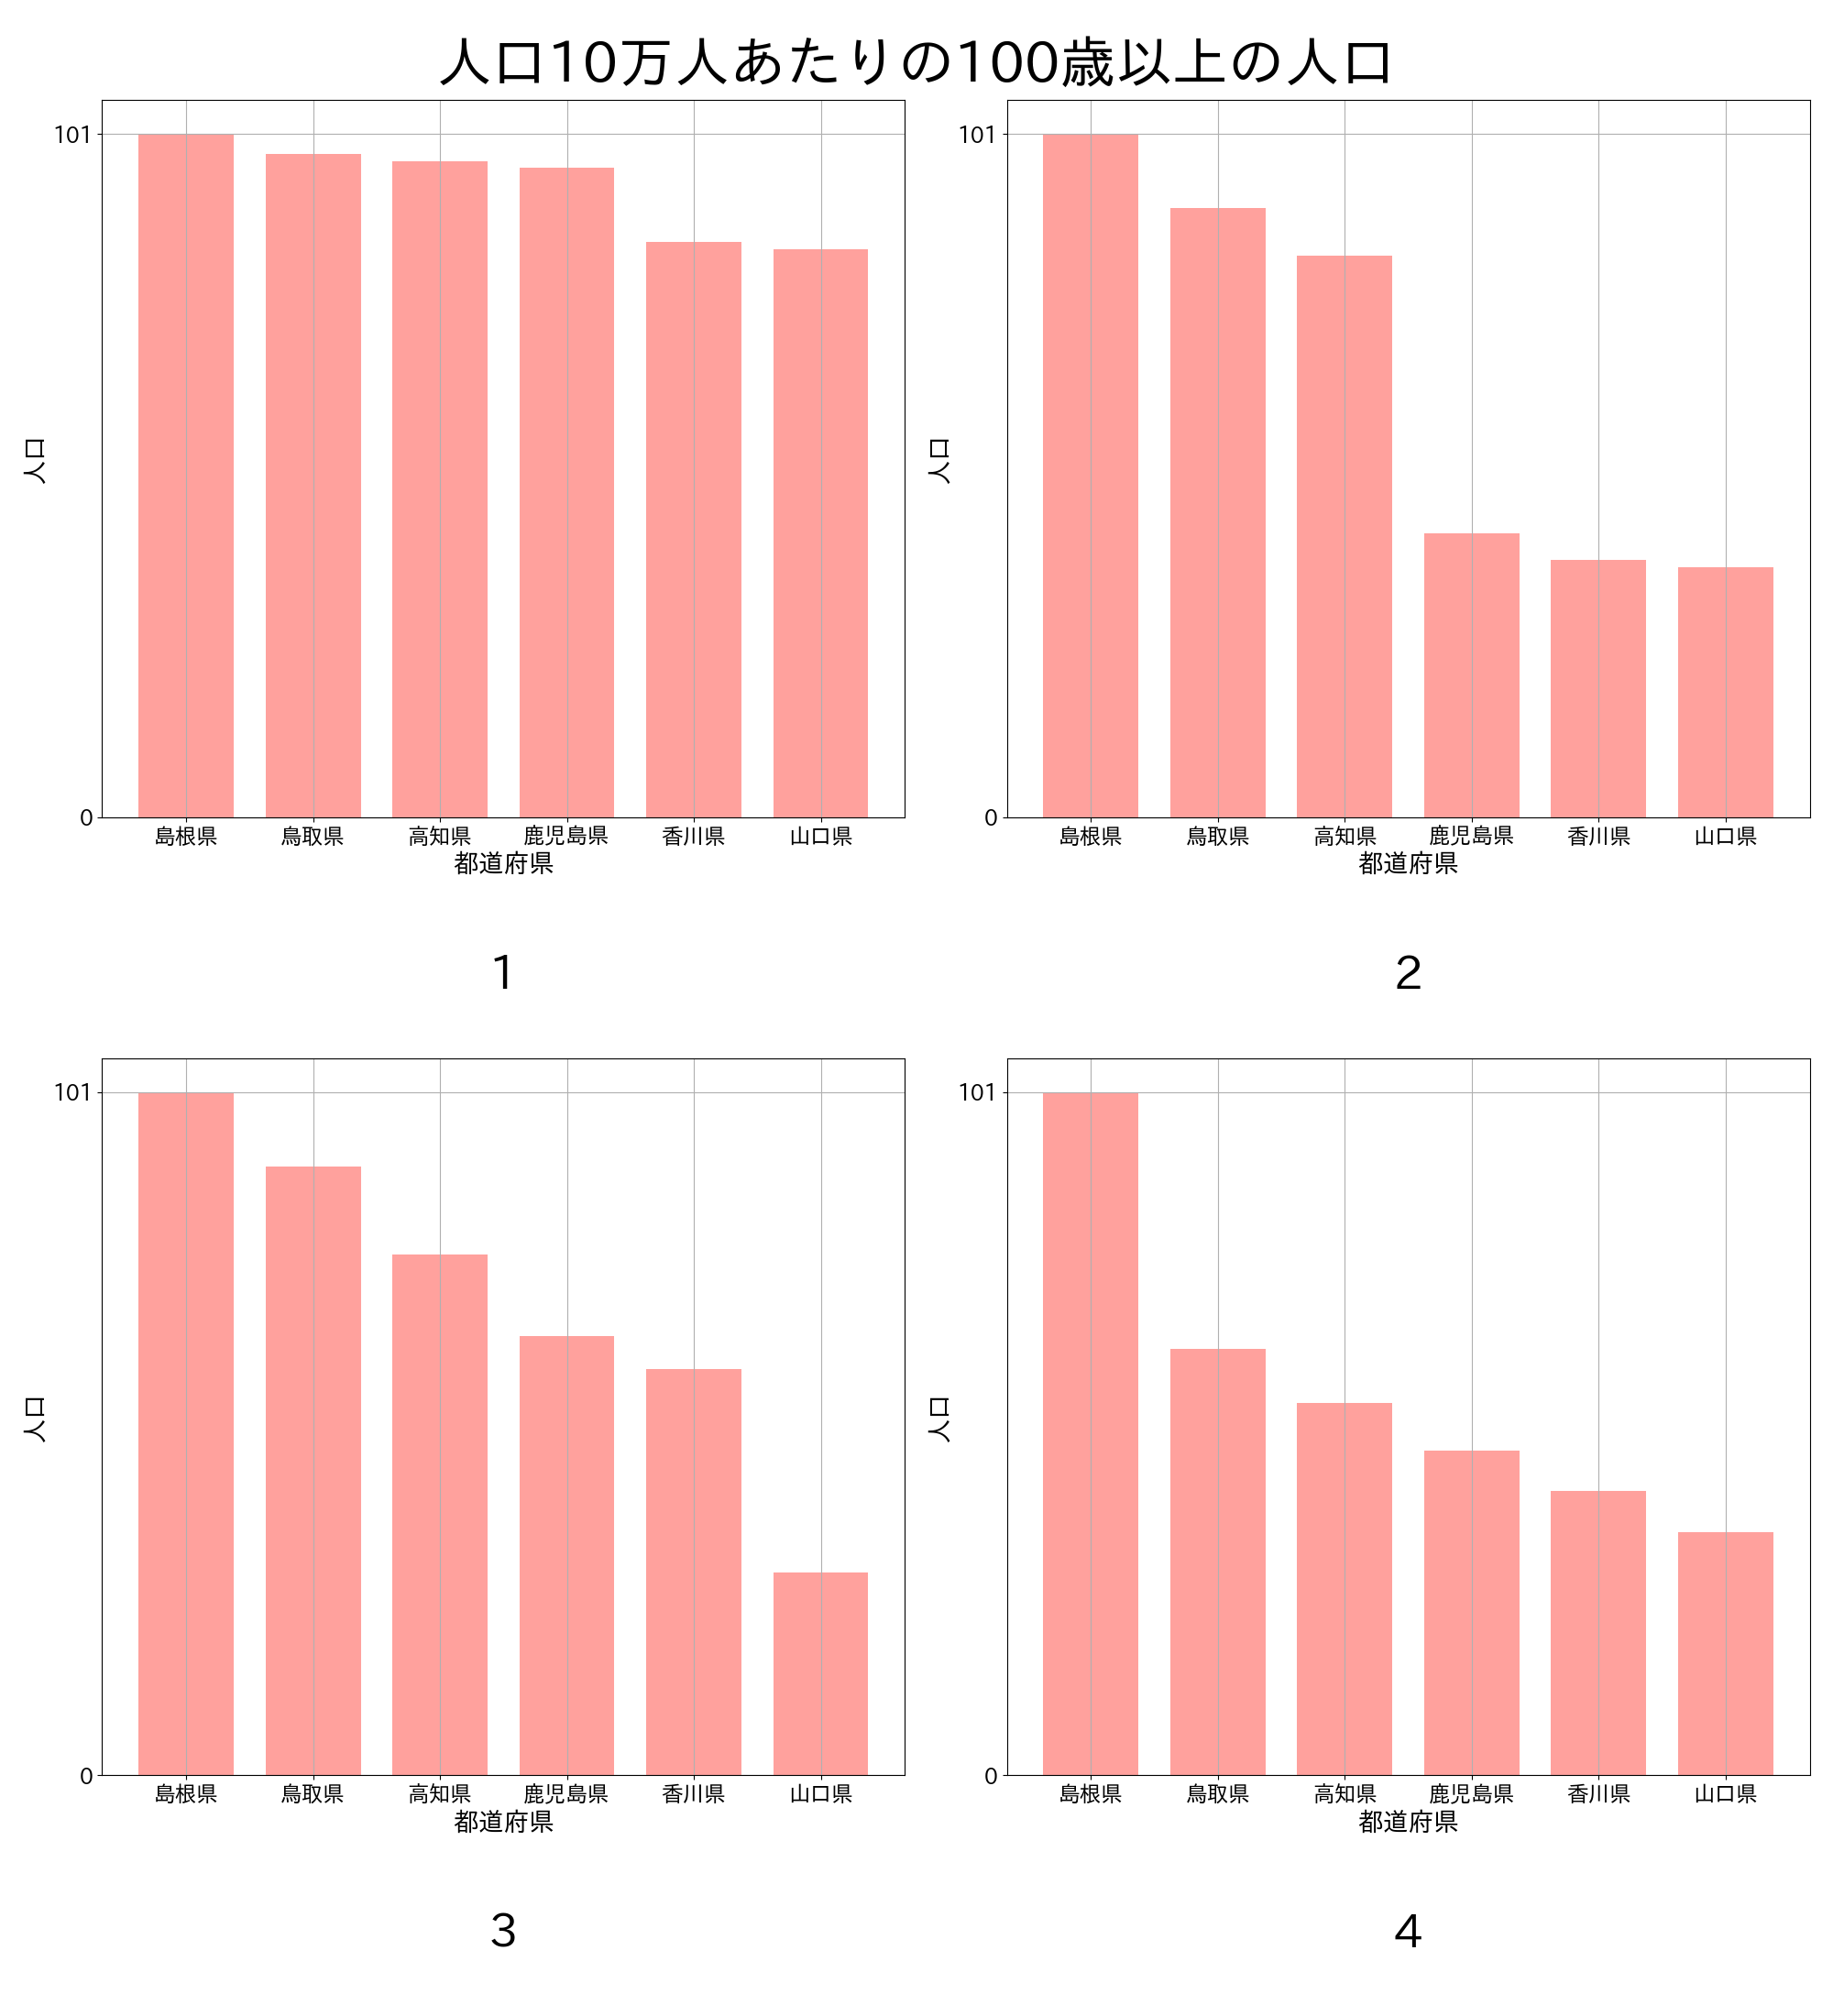 人口10万人あたりの100歳以上の人口
101
0
人口
島根県 鳥取県 高知県 鹿児島県 香川県 山口県
都道府県
1
101
0
人口
島根県 鳥取県 高知県 鹿児島県 香川県 山口県
都道府県
2
101
0
人口
島根県 鳥取県 高知県 鹿児島県 香川県 山口県
都道府県
3
101
0
人口
島根県 鳥取県 高知県 鹿児島県 香川県 山口県
都道府県
4